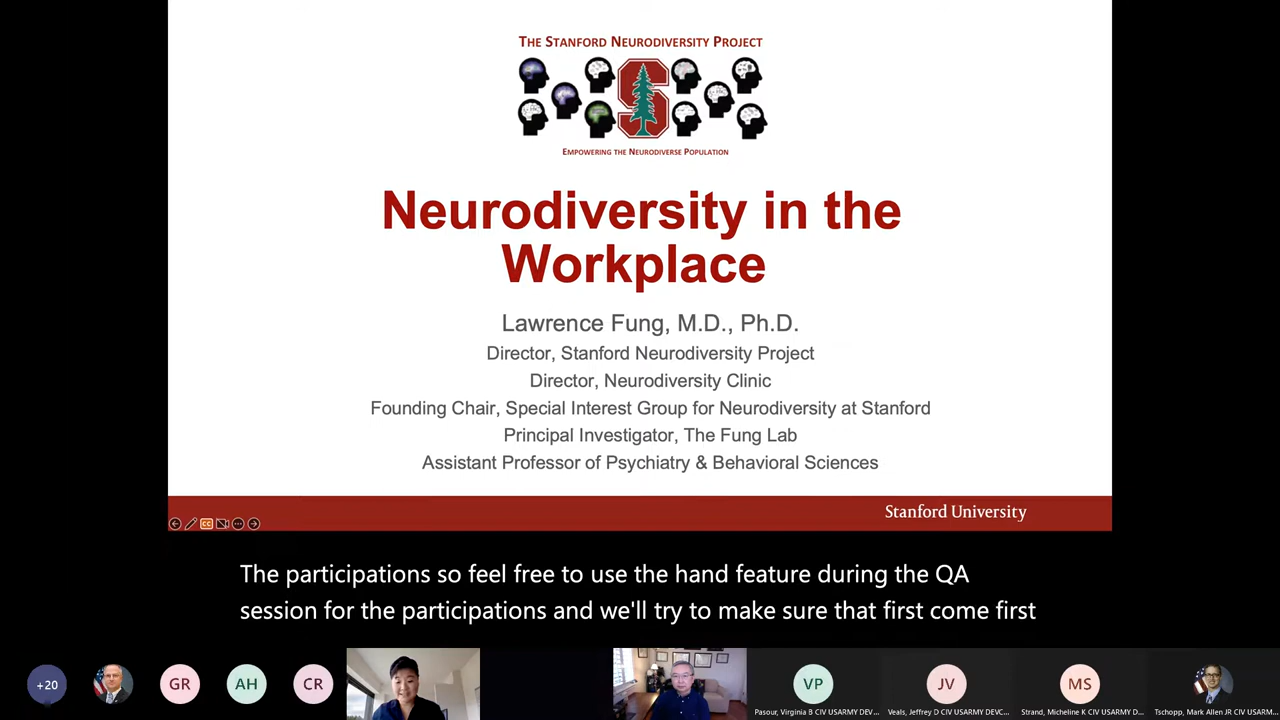 THE STANFORD NEURODIVERSITY PROJECT
S
EMPOWERING THE NEURODIVERSE POPULATION
Neurodiversity in the
Workplace
Lawrence Fung, M.D., Ph.D.
Director, Stanford Neurodiversity Project
Director, Neurodiversity Clinic
Founding Chair, Special Interest Group for Neurodiversity at Stanford
Principal Investigator, The Fung Lab
Assistant Professor of Psychiatry & Behavioral Sciences
Stanford University
CC
The participations so feel free to use the hand feature during the QA
session for the participations and we'll try to make sure that first come first
+20 GR AH CR VP JV MS
Pasour, Virginia B CIV USARMY DEV... Veals, Jeffrey D CIV USARMY DEVC... Strand, Micheline K CIV USARMY D... Tschopp, Mark Allen JR CIV USARM...